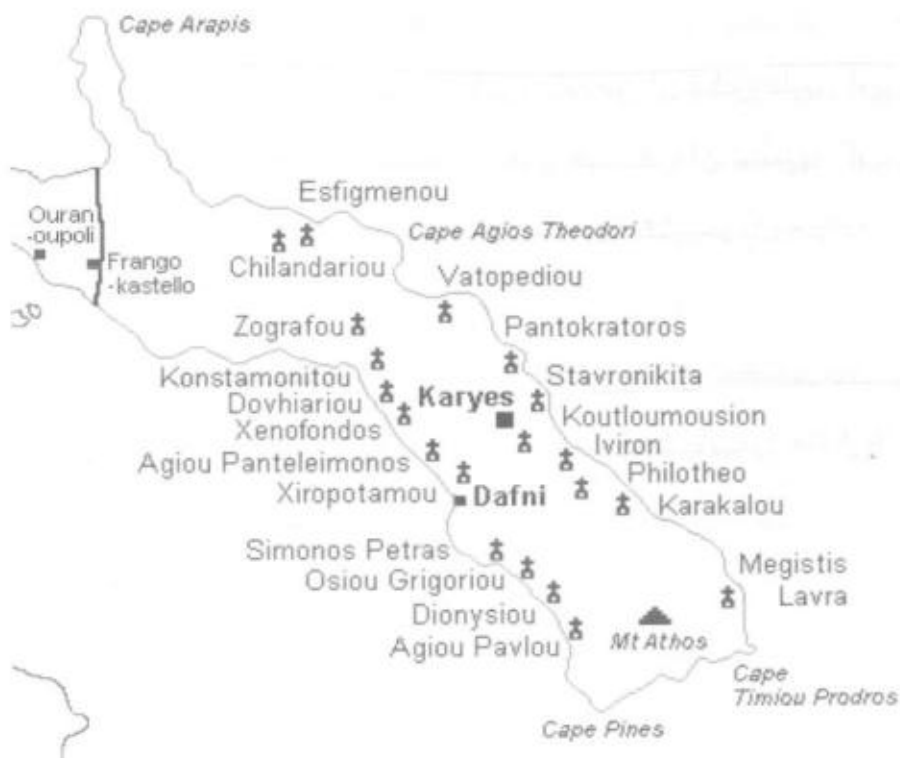 Cape Arapis
Esfigmenou
Ouran
-oupoli
Cape Agios Theodori
Frango
-kastello
Chilandariou
Vatopediou
30
Zografou
Pantokratoros
Konstamonitou
Stavronikita
Dovhiariou
Karyes
Koutloumousion
Xenofondos
Iviron
Agiou Panteleimonos
Philotheo
Xiropotamou
Dafni
Karakalou
Simonos Petras
Osiou Grigoriou
Megistis
Lavra
Dionysiou
Agiou Pavlou
Mt Athos
Cape
Timiou Prodros
Cape Pines